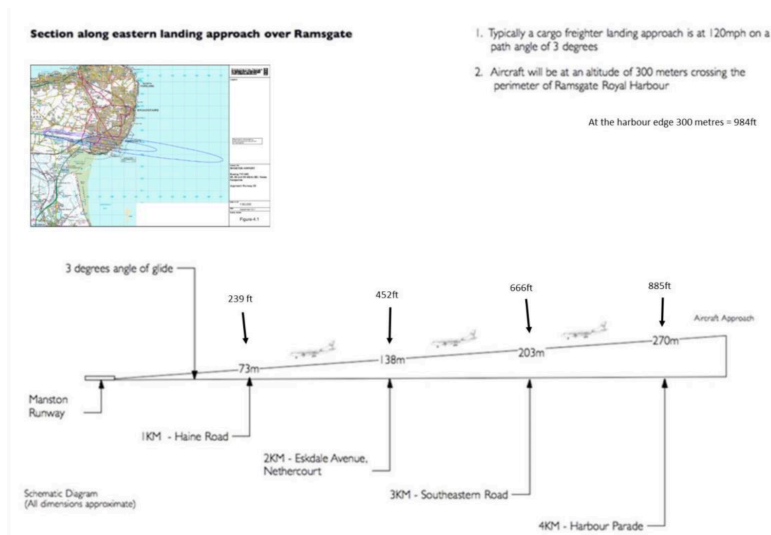 Section along eastern landing approach over Ramsgate
1. Typically a cargo freighter landing approach is at 120mph on a
path angle of 3 degrees
2. Aircraft will be at an altitude of 300 meters crossing the
perimeter of Ramsgate Royal Harbour
At the harbour edge 300 metres = 984ft
Figure 4.1
3 degrees angle of glide
239 ft
452ft
666ft
885ft
Aircraft Approach
73m
138m
203m
270m
Manston
Runway
1KM - Haine Road
2KM - Eskdale Avenue,
Nethercourt
3KM - Southeastern Road
4KM - Harbour Parade
Schematic Diagram
(All dimensions approximate)